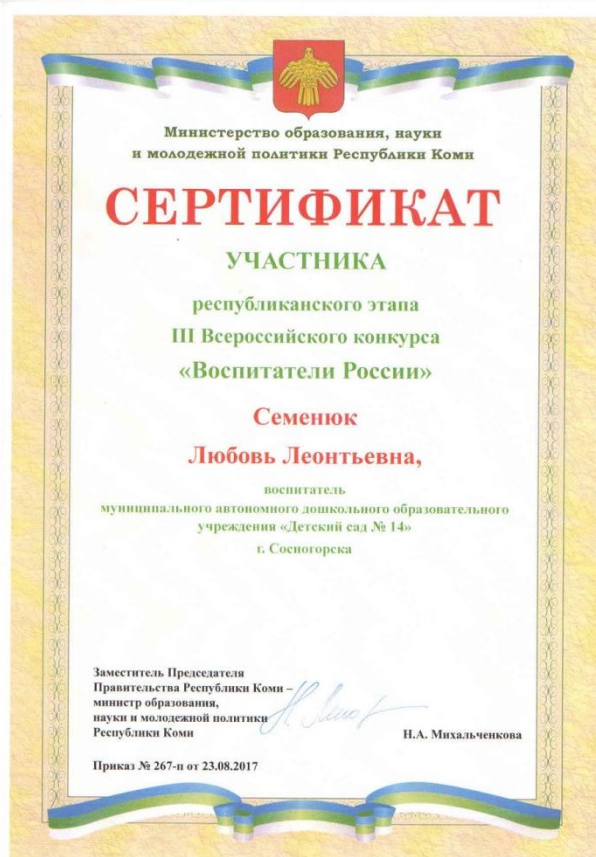 Министерство образования, науки
и молодежной политики Республики Коми
СЕРТИФИКАТ
УЧАСТНИКА
республиканского этапа
III Всероссийского конкурса
«Воспитатели России»
Семенюк
Любовь Леонтьевна,
воспитатель
муниципального автономного дошкольного образовательного
учреждения «Детский сад № 14»
г. Сосногорска
Заместитель Председателя
Правительства Республики Коми –
министр образования,
науки и молодежной политики
Республики Коми
Н.А. Михальченкова
Приказ № 267-п от 23.08.2017